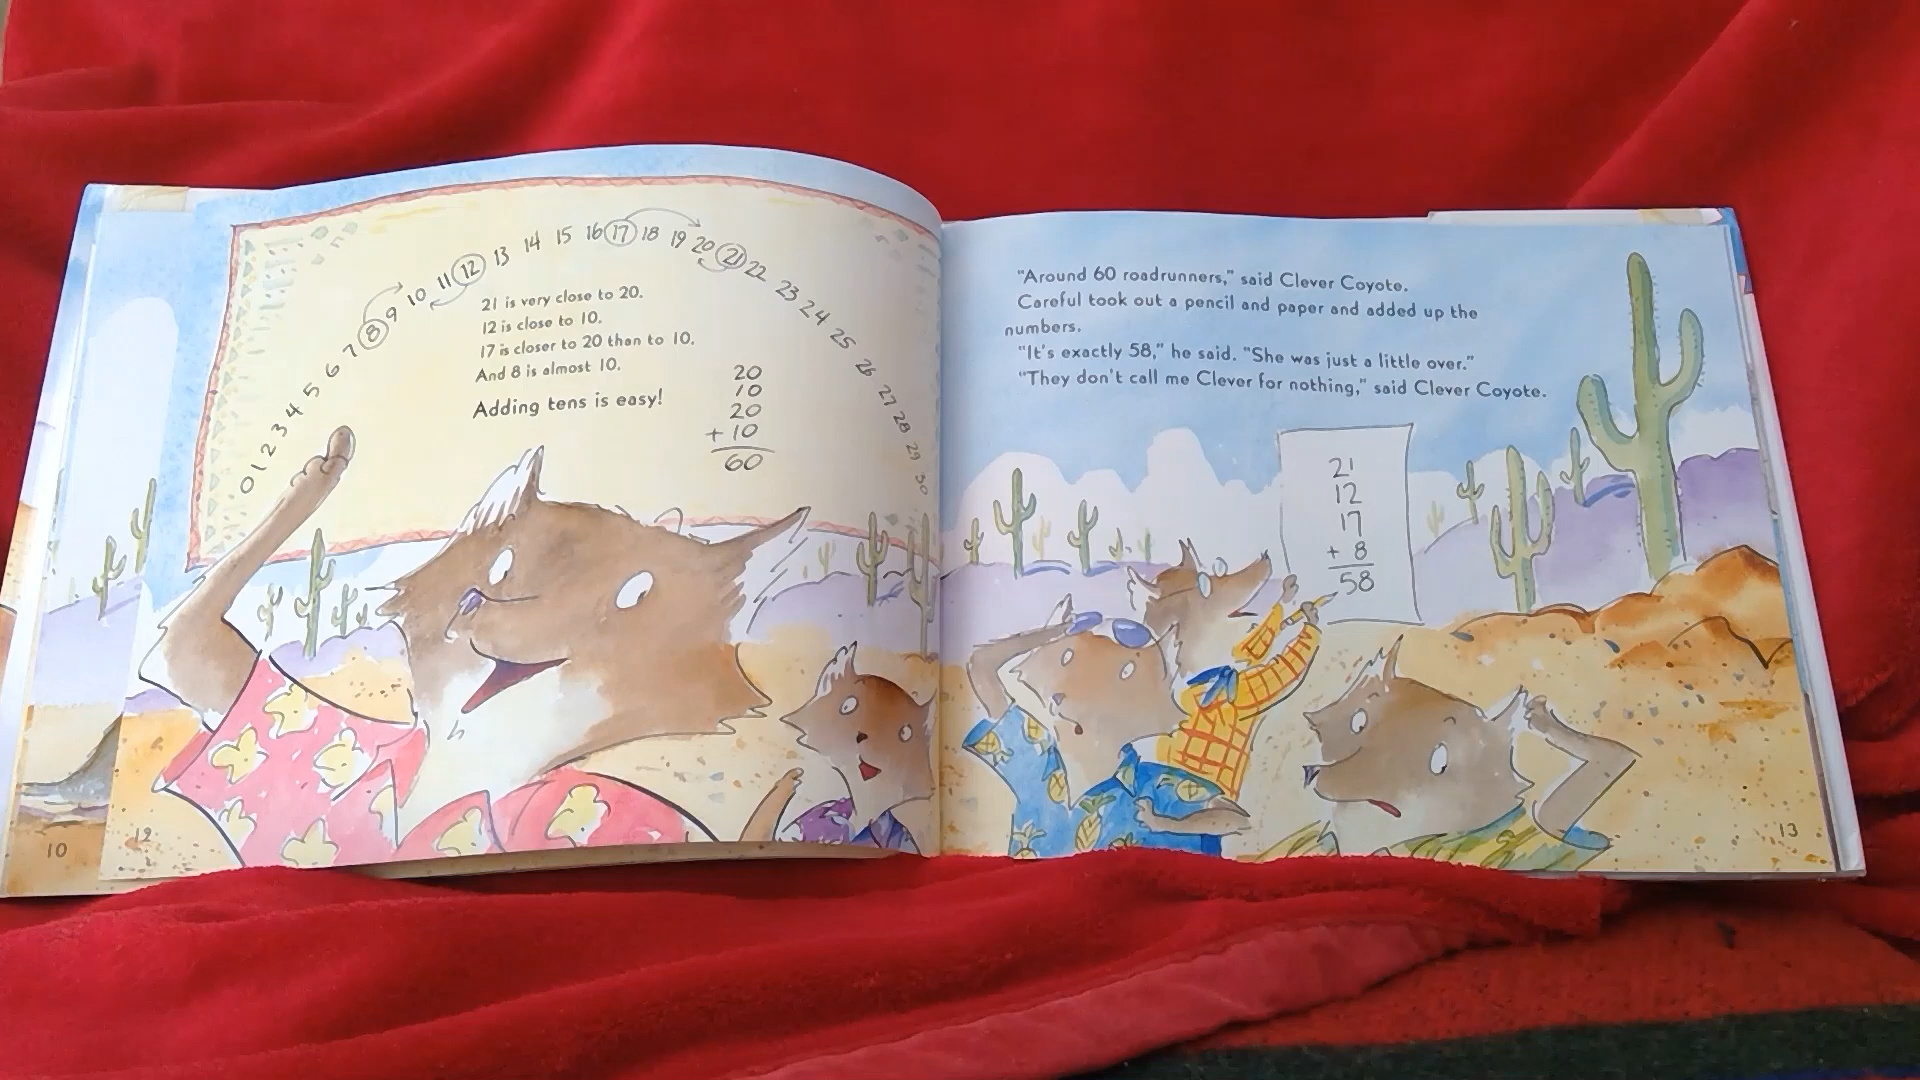 0 1 2 3 4 5 6 7 8 9 10 11 12 13 14 15 16 17 18 19 20 21 22 23 24 25 26 27 28 29 30
21 is very close to 20.
12 is close to 10.
17 is closer to 20 than to 10.
And 8 is almost 10.
Adding tens is easy!
20
10
20
+ 10
60
10
12
"Around 60 roadrunners," said Clever Coyote.
Careful took out a pencil and paper and added up the
numbers.
"It's exactly 58," he said. "She was just a little over."
"They don't call me Clever for nothing," said Clever Coyote.
21
12
17
+ 8
58
13